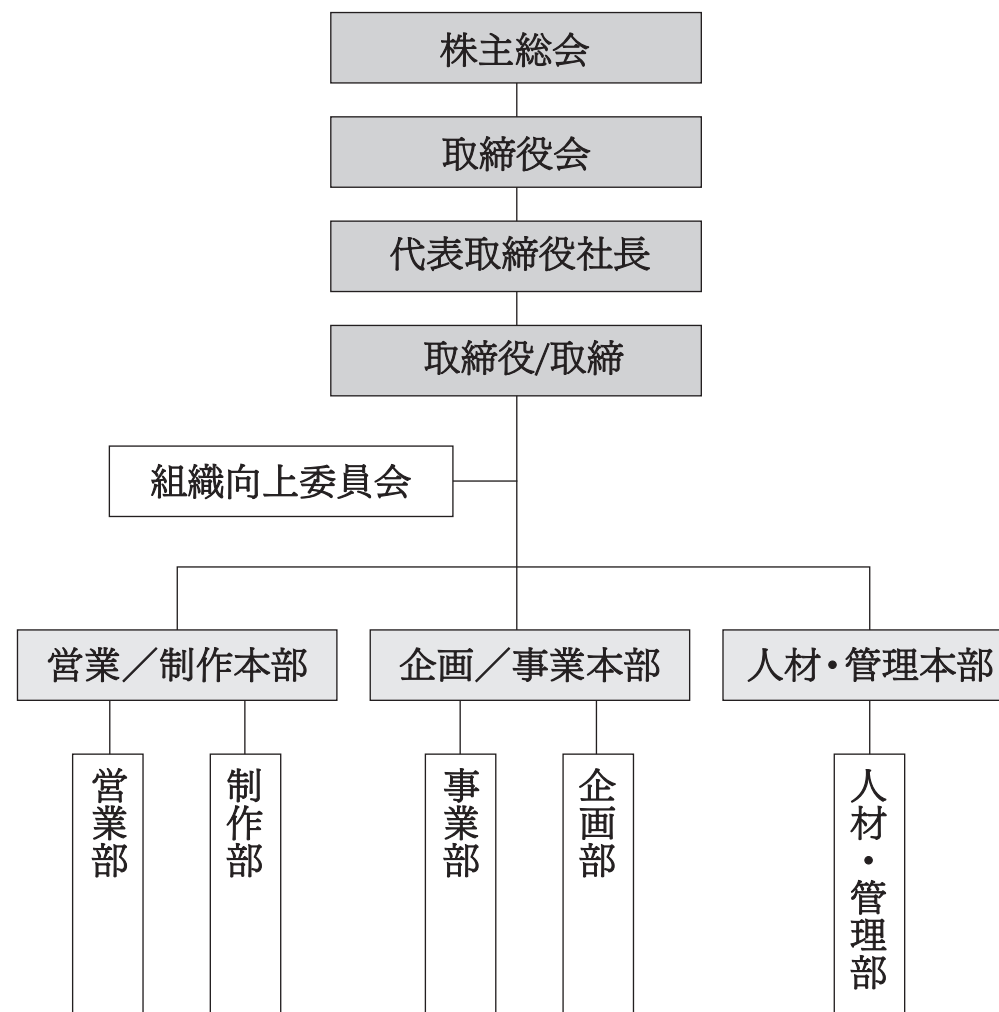 株主総会
取締役会
代表取締役社長
取締役/取締
組織向上委員会
営業／制作本部
企画／事業本部
人材・管理本部
営業部
制作部
事業部
企画部
人材・管理部